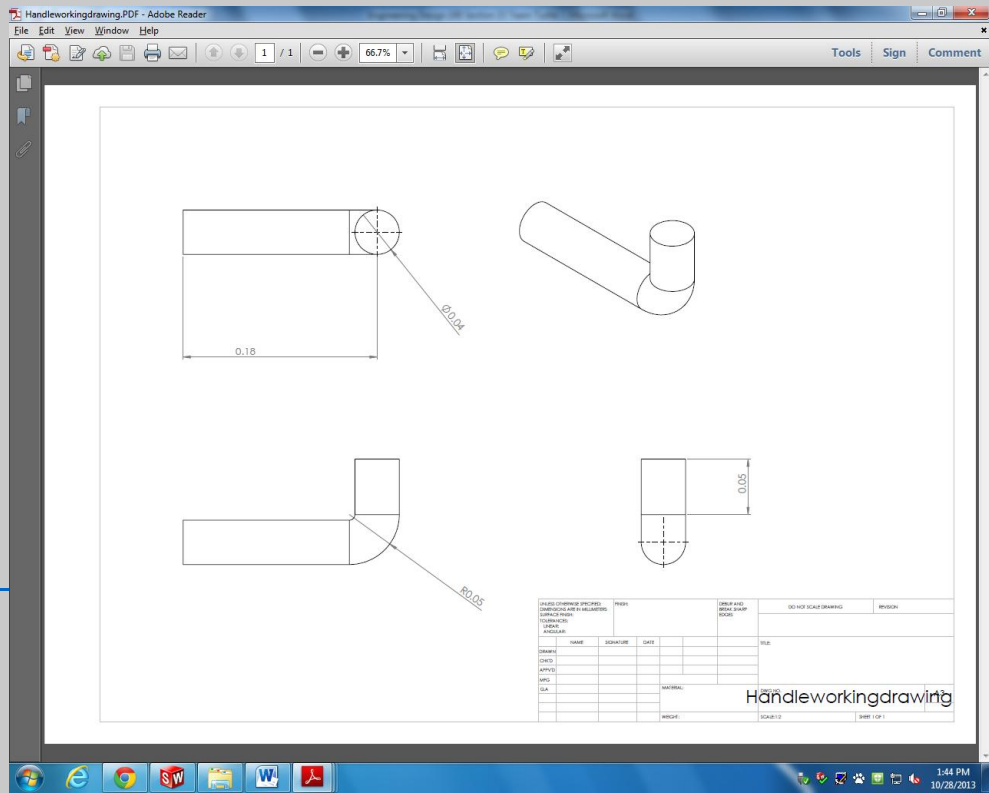 Handleworkingdrawing.PDF - Adobe Reader
File Edit View Window Help
1 / 1 66.7% Tools Sign Comment
Ø0.04
0.18
0.05
R0.05
UNLESS OTHERWISE SPECIFIED:
DIMENSIONS ARE IN MILLIMETERS
SURFACE FINISH:
TOLERANCES:
LINEAR:
ANGULAR:
FINISH:
DEBUR AND
BREAK SHARP
EDGES
DO NOT SCALE DRAWING
REVISION
NAME SIGNATURE DATE
TITLE:
DRAWN
CHK'D
APPV'D
MFG
Q.A
MATERIAL:
DWG NO.
Handleworkingdrawing
WEIGHT:
SCALE:1:2
SHEET 1 OF 1
1:44 PM
10/28/2013